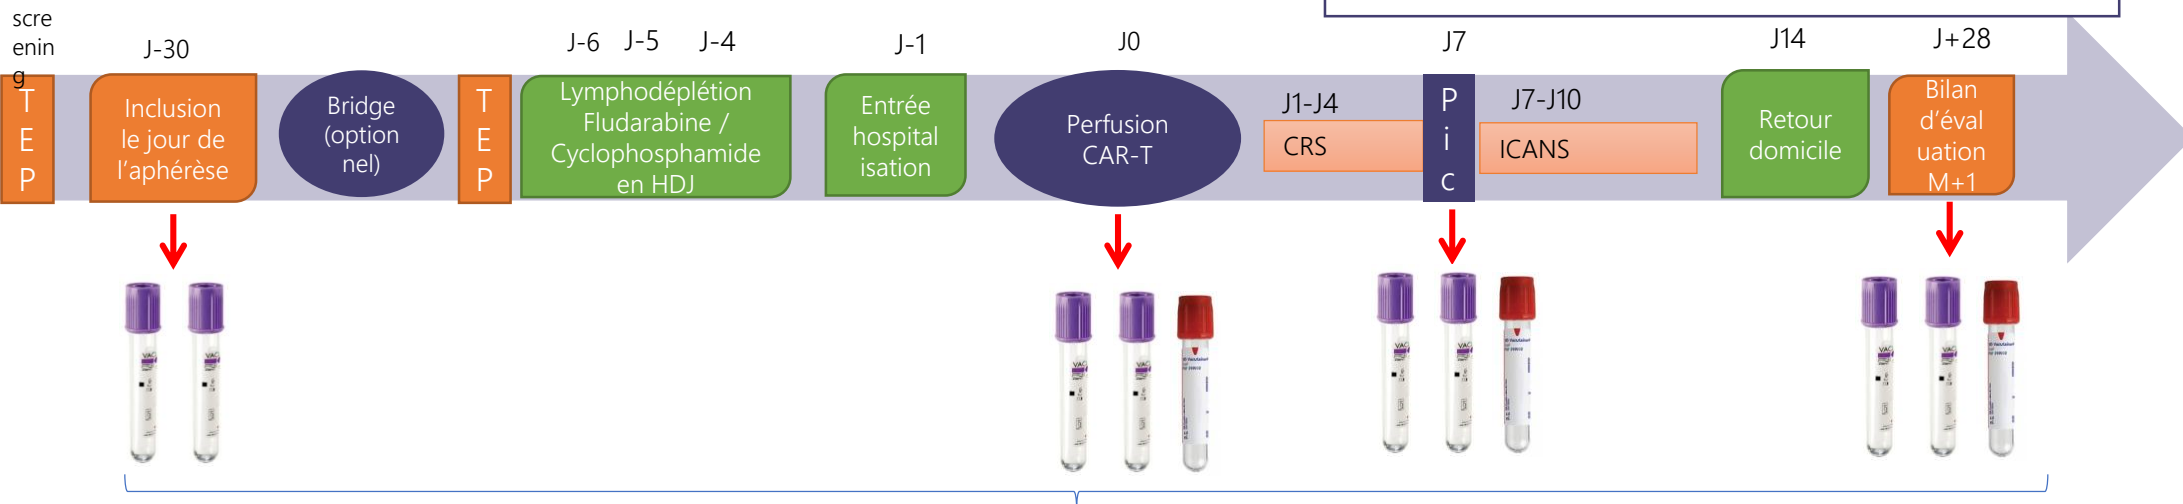 scre
enin
g
J-30
J-6 J-5 J-4
J-1
J0
J7
J14
J+28
T
E
P
Inclusion
le jour de
l'aphérèse
Bridge
(option
nel)
T
E
P
Lymphodéplétion
Fludarabine /
Cyclophosphamide
en HDJ
Entrée
hospital
isation
Perfusion
CAR-T
J1-J4
CRS
P
i
c
J7-J10
ICANS
Retour
domicile
Bilan
d'éval
uation
M+1